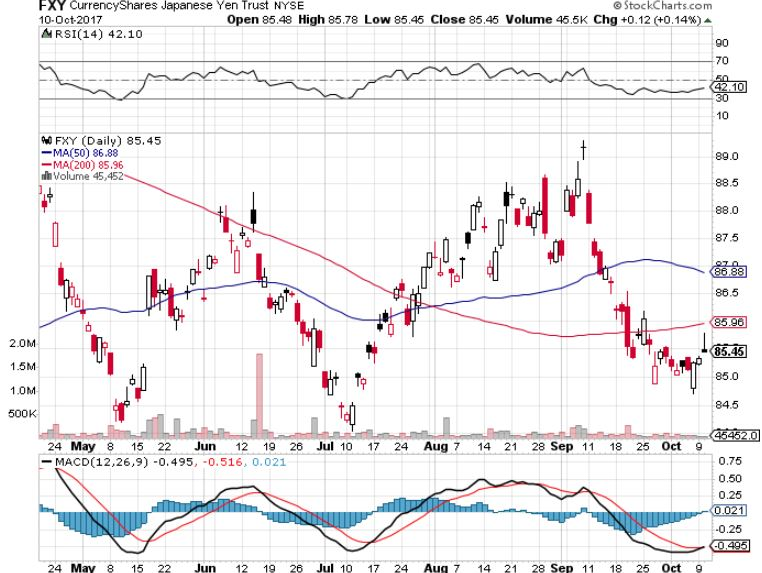 FXY CurrencyShares Japanese Yen Trust NYSE © StockCharts.com
10-Oct-2017 Open 85.48 High 85.78 Low 85.45 Close 85.45 Volume 45.5K Chg +0.12 (+0.14%)
RSI(14) 42.10
90
70
50
42.10
30
10
FXY (Daily) 85.45
MA(50) 86.88
MA(200) 85.96
Volume 45,452
89.0
88.5
88.0
87.5
87.0
86.88
86.5
85.96
85.45
85.0
84.5
2.0M
1.5M
1.0M
500K
45452.0
24 May 8 15 22 Jun 12 19 26 Jul 10 17 24 Aug 7 14 21 28 Sep 11 18 25 Oct 9
MACD(12,26,9) -0.495, -0.516, 0.021
0.75
0.50
0.25
0.021
-0.25
-0.495
24 May 8 15 22 Jun 12 19 26 Jul 10 17 24 Aug 7 14 21 28 Sep 11 18 25 Oct 9